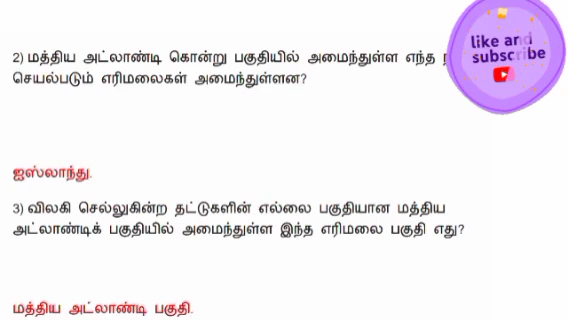 2) மத்திய அட்லாண்டி கொன்று பகுதியில் அமைந்துள்ள எந்த
செயல்படும் எரிமலைகள் அமைந்துள்ளன?
like and
subscribe
ஐஸ்லாந்து.
3) விலகி செல்லுகின்ற தட்டுகளின் எல்லை பகுதியான மத்திய
அட்லாண்டிக் பகுதியில் அமைந்துள்ள இந்த எரிமலை பகுதி எது?
மத்திய அட்லாண்டி பகுதி.